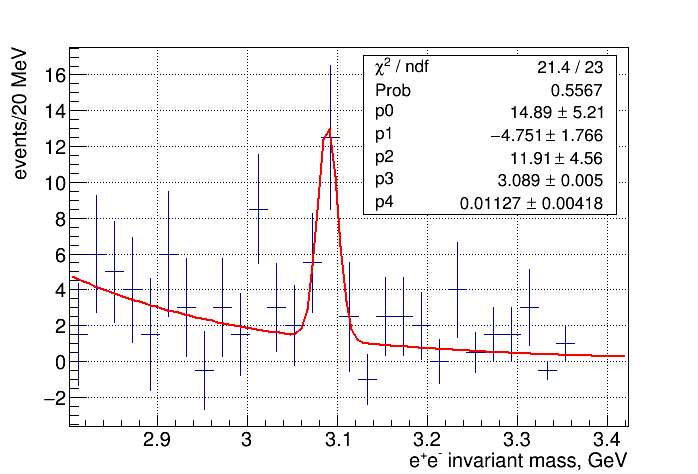 events/20 MeV
16
14
12
10
8
6
4
2
0
−2
χ² / ndf 21.4 / 23
Prob 0.5567
p0 14.89 ± 5.21
p1 −4.751 ± 1.766
p2 11.91 ± 4.56
p3 3.089 ± 0.005
p4 0.01127 ± 0.00418
2.9 3 3.1 3.2 3.3 3.4
e⁺e⁻ invariant mass, GeV